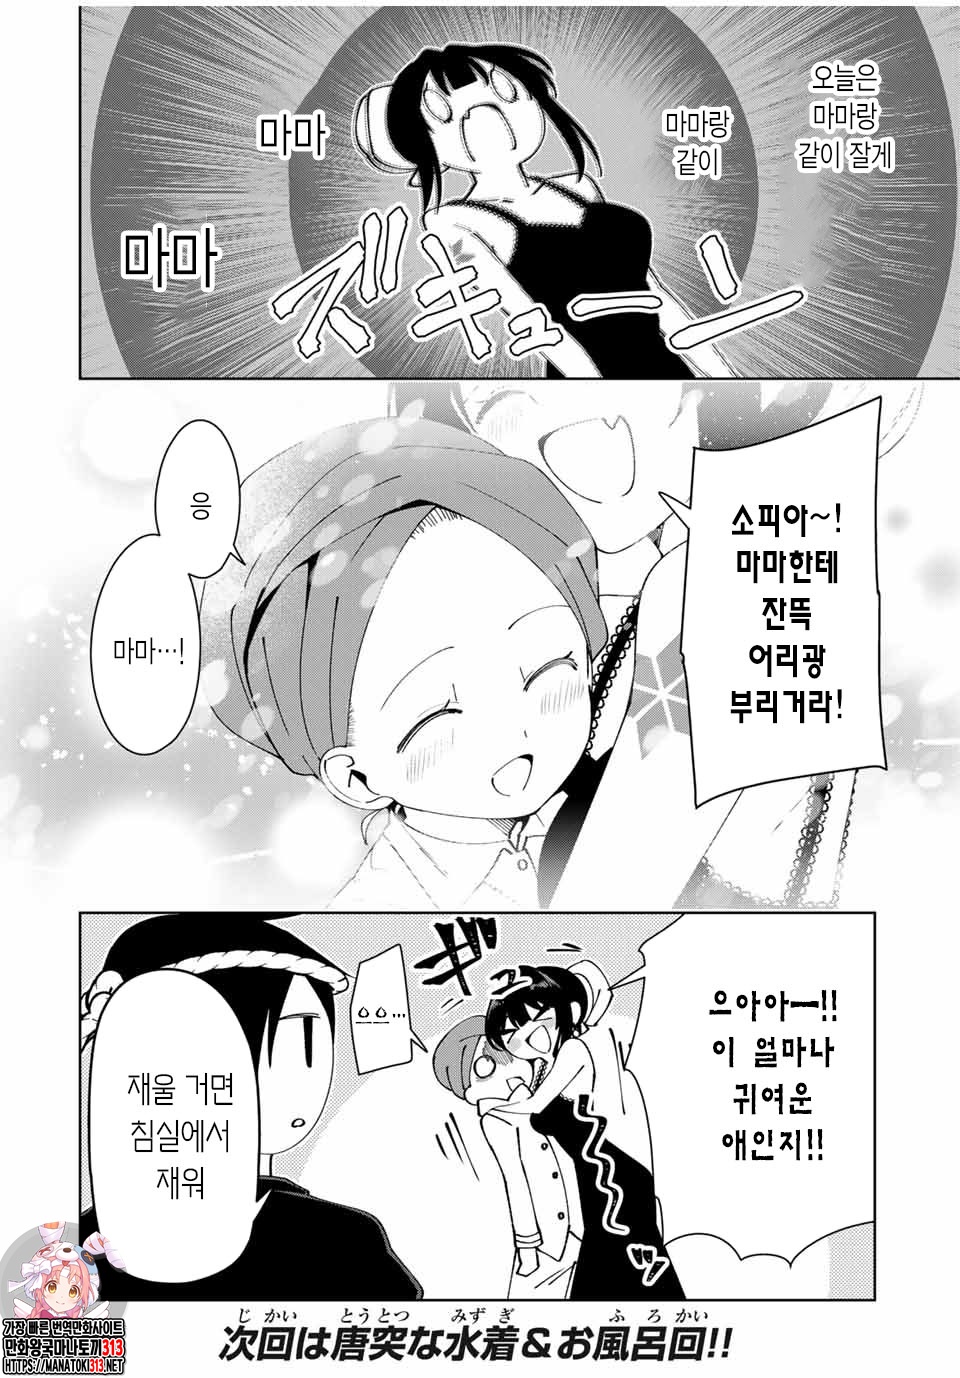 오늘은
마마랑
같이 잘게
마마랑
같이
마마
마마
ズキューン
소피아~!
마마한테
잔뜩
어리광
부리거라!
응
마마…!
으아아ㅡ!!
이 얼마나
귀여운
애인지!!
ギュッ
으으…
재울 거면
침실에서
재워
じかい とうとつ みずぎ ふろかい
次回は唐突な水着&お風呂回!!
가장 빠른 번역만화사이트
만화왕국마나토끼313
HTTPS://MANATOKI313.NET